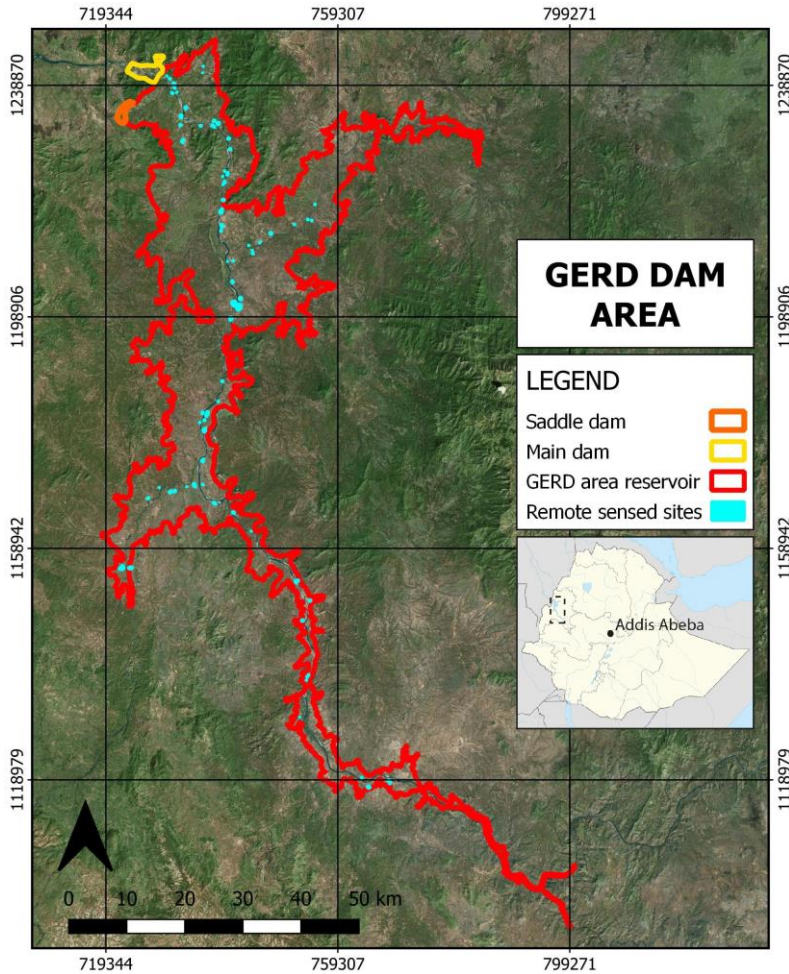 719344 759307 799271
1238870 1238870
GERD DAM
AREA
1198906 1198906
LEGEND
Saddle dam
Main dam
GERD area reservoir
Remote sensed sites
1158942 1158942
Addis Abeba
1118979 1118979
0 10 20 30 40 50 km
719344 759307 799271